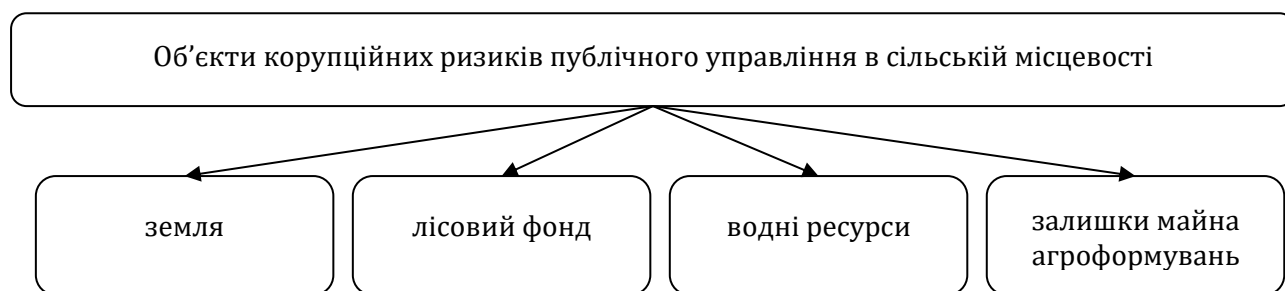 Об’єкти корупційних ризиків публічного управління в сільській місцевості
земля
лісовий фонд
водні ресурси
залишки майна
агроформувань